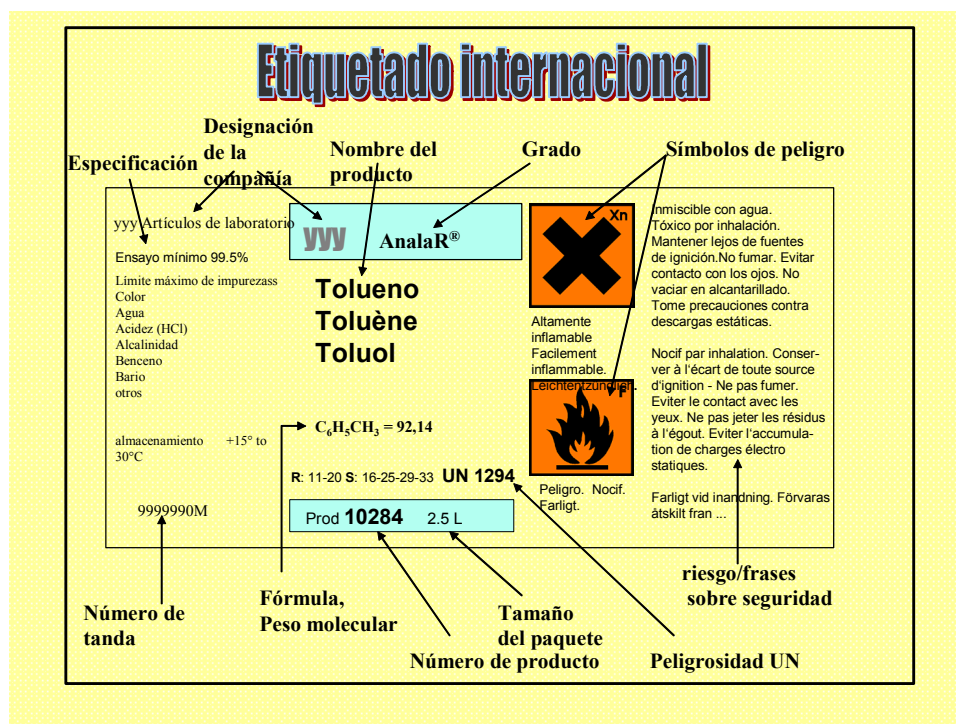 Etiquetado internacional
Designación
de la
compañía
Especificación
Nombre del
producto
Grado
Símbolos de peligro
yyy Artículos de laboratorio
Ensayo mínimo 99.5%
Límite máximo de impurezass
Color
Agua
Acidez (HCl)
Alcalinidad
Benceno
Bario
otros
almacenamiento +15° to
30°C
9999990M
yyy AnalaR®
Tolueno
Toluène
Toluol
C6H5CH3 = 92,14
R: 11-20 S: 16-25-29-33 UN 1294
Prod 10284 2.5 L
Xn
Altamente
inflamable
Facilement
inflammable.
Leichtentzündlich.
F
Peligro. Nocif.
Farligt.
Inmiscible con agua.
Tóxico por inhalación.
Mantener lejos de fuentes
de ignición.No fumar. Evitar
contacto con los ojos. No
vaciar en alcantarillado.
Tome precauciones contra
descargas estáticas.
Nocif par inhalation. Conser-
ver à l'écart de toute source
d'ignition - Ne pas fumer.
Eviter le contact avec les
yeux. Ne pas jeter les résidus
à l'égout. Eviter l'accumula-
tion de charges électro
statiques.
Farligt vid inandning. Förvaras
åtskilt fran ...
Número de
tanda
Fórmula,
Peso molecular
Tamaño
del paquete
Número de producto
riesgo/frases
sobre seguridad
Peligrosidad UN